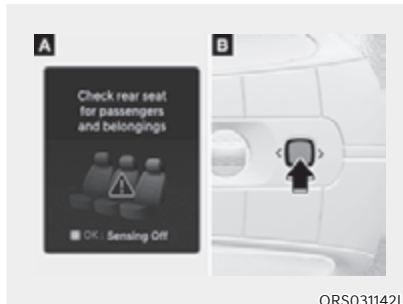 A
B
Check rear seat
for passengers
and belongings
OK : Sensing Off
ORS031142L